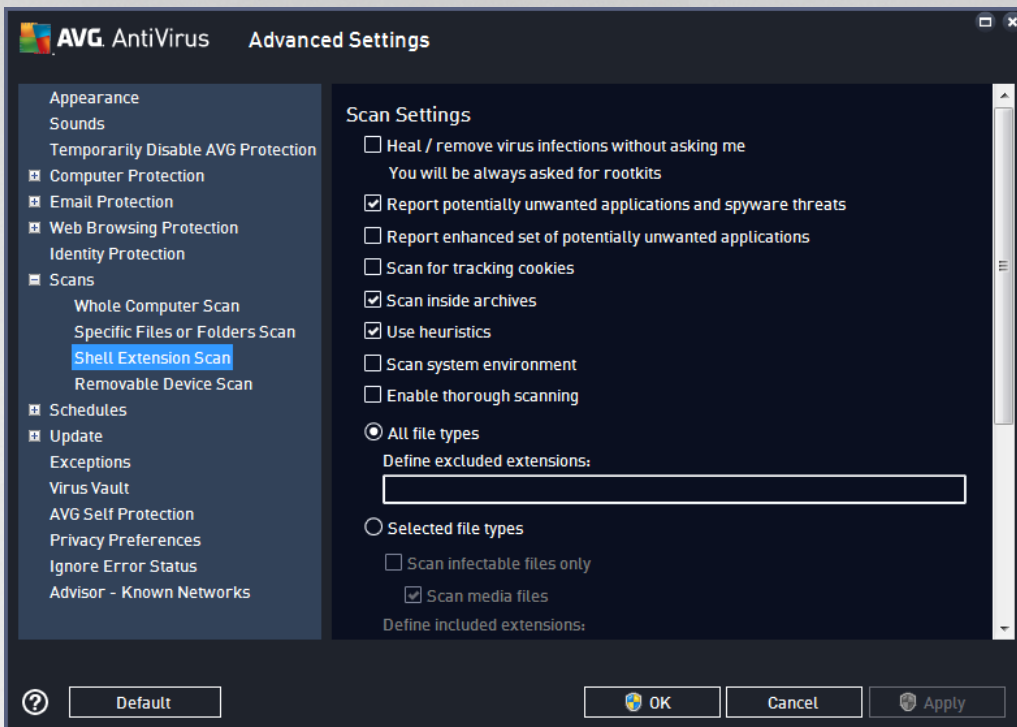 AVG. AntiVirus Advanced Settings
Appearance
Sounds
Temporarily Disable AVG Protection
Computer Protection
Email Protection
Web Browsing Protection
Identity Protection
Scans
Whole Computer Scan
Specific Files or Folders Scan
Shell Extension Scan
Removable Device Scan
Schedules
Update
Exceptions
Virus Vault
AVG Self Protection
Privacy Preferences
Ignore Error Status
Advisor - Known Networks
Scan Settings
Heal / remove virus infections without asking me
You will be always asked for rootkits
Report potentially unwanted applications and spyware threats
Report enhanced set of potentially unwanted applications
Scan for tracking cookies
Scan inside archives
Use heuristics
Scan system environment
Enable thorough scanning
All file types
Define excluded extensions:
Selected file types
Scan infectable files only
Scan media files
Define included extensions:
? Default OK Cancel Apply